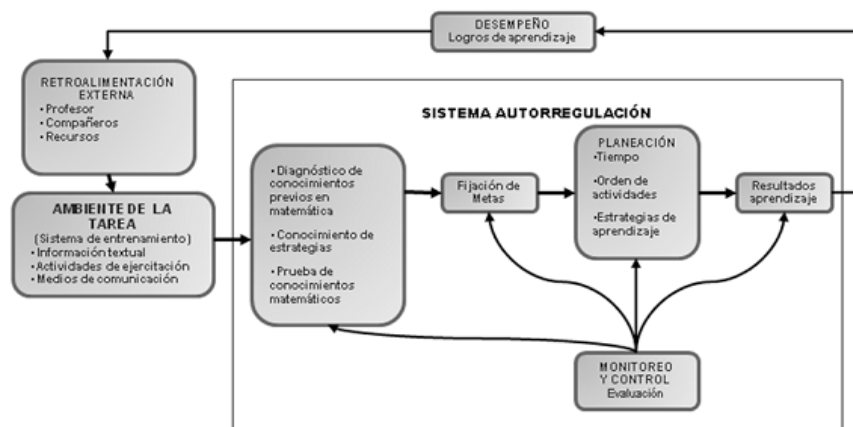 DESEMPEÑO
Logros de aprendizaje
RETROALIMENTACIÓN
EXTERNA
• Profesor
• Compañeros
• Recursos
SISTEMA AUTORREGULACIÓN
AMBIENTE DE LA
TAREA
(Sistema de entrenamiento)
• Información textual
• Actividades de ejercitación
• Medios de comunicación
• Diagnóstico de
conocimientos
previos en
matemática
• Conocimiento de
estrategias
• Prueba de
conocimientos
matemáticos
Fijación de
Metas
PLANEACIÓN
• Tiempo
• Orden de
actividades
• Estrategias de
aprendizaje
Resultados
aprendizaje
MONITOREO
Y CONTROL
Evaluación